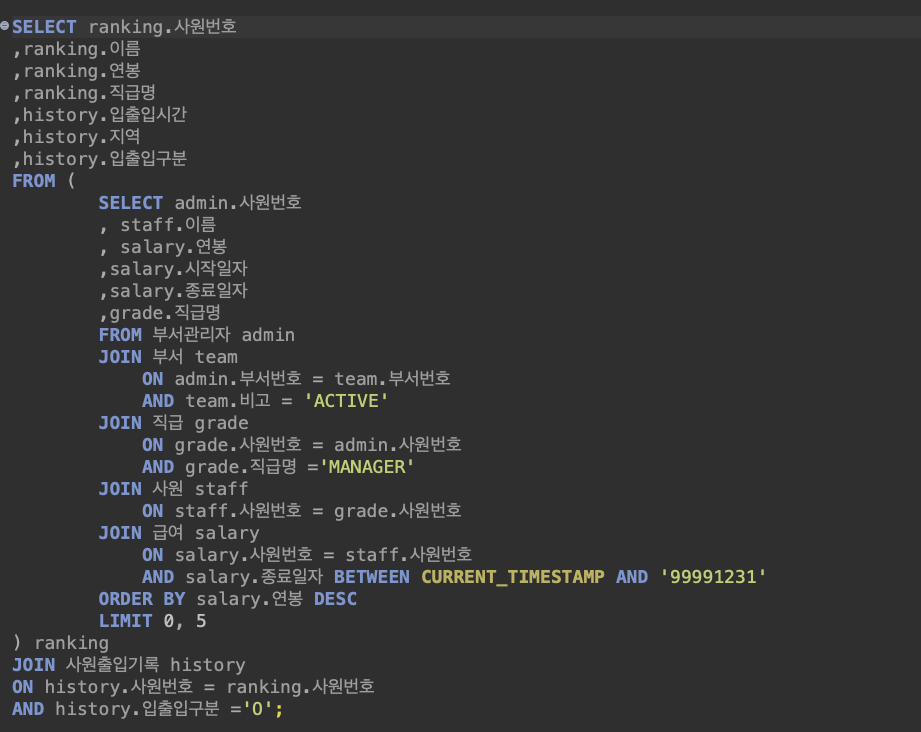 SELECT ranking.사원번호
,ranking.이름
,ranking.연봉
,ranking.직급명
,history.입출입시간
,history.지역
,history.입출입구분
FROM (
SELECT admin.사원번호
, staff.이름
, salary.연봉
,salary.시작일자
,salary.종료일자
,grade.직급명
FROM 부서관리자 admin
JOIN 부서 team
ON admin.부서번호 = team.부서번호
AND team.비고 = 'ACTIVE'
JOIN 직급 grade
ON grade.사원번호 = admin.사원번호
AND grade.직급명 ='MANAGER'
JOIN 사원 staff
ON staff.사원번호 = grade.사원번호
JOIN 급여 salary
ON salary.사원번호 = staff.사원번호
AND salary.종료일자 BETWEEN CURRENT_TIMESTAMP AND '99991231'
ORDER BY salary.연봉 DESC
LIMIT 0, 5
) ranking
JOIN 사원출입기록 history
ON history.사원번호 = ranking.사원번호
AND history.입출입구분 ='O';